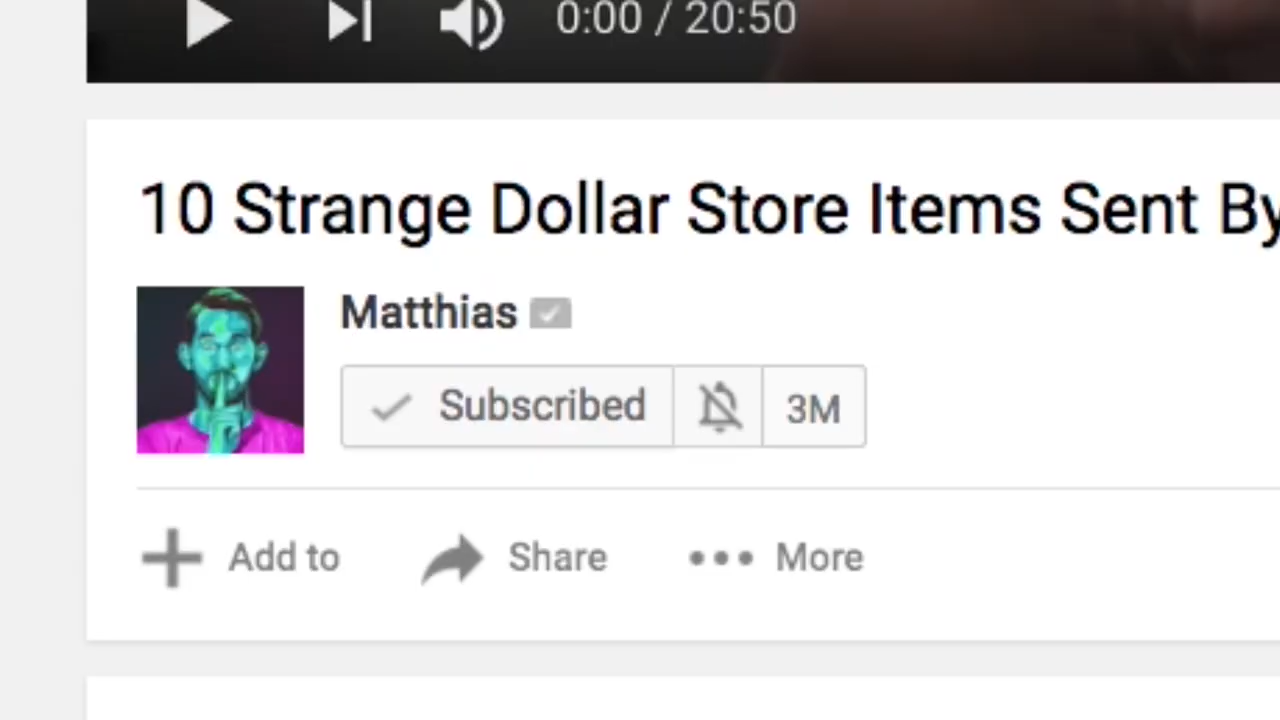 0:00 / 20:50
10 Strange Dollar Store Items Sent By
Matthias
Subscribed 3M
Add to Share More